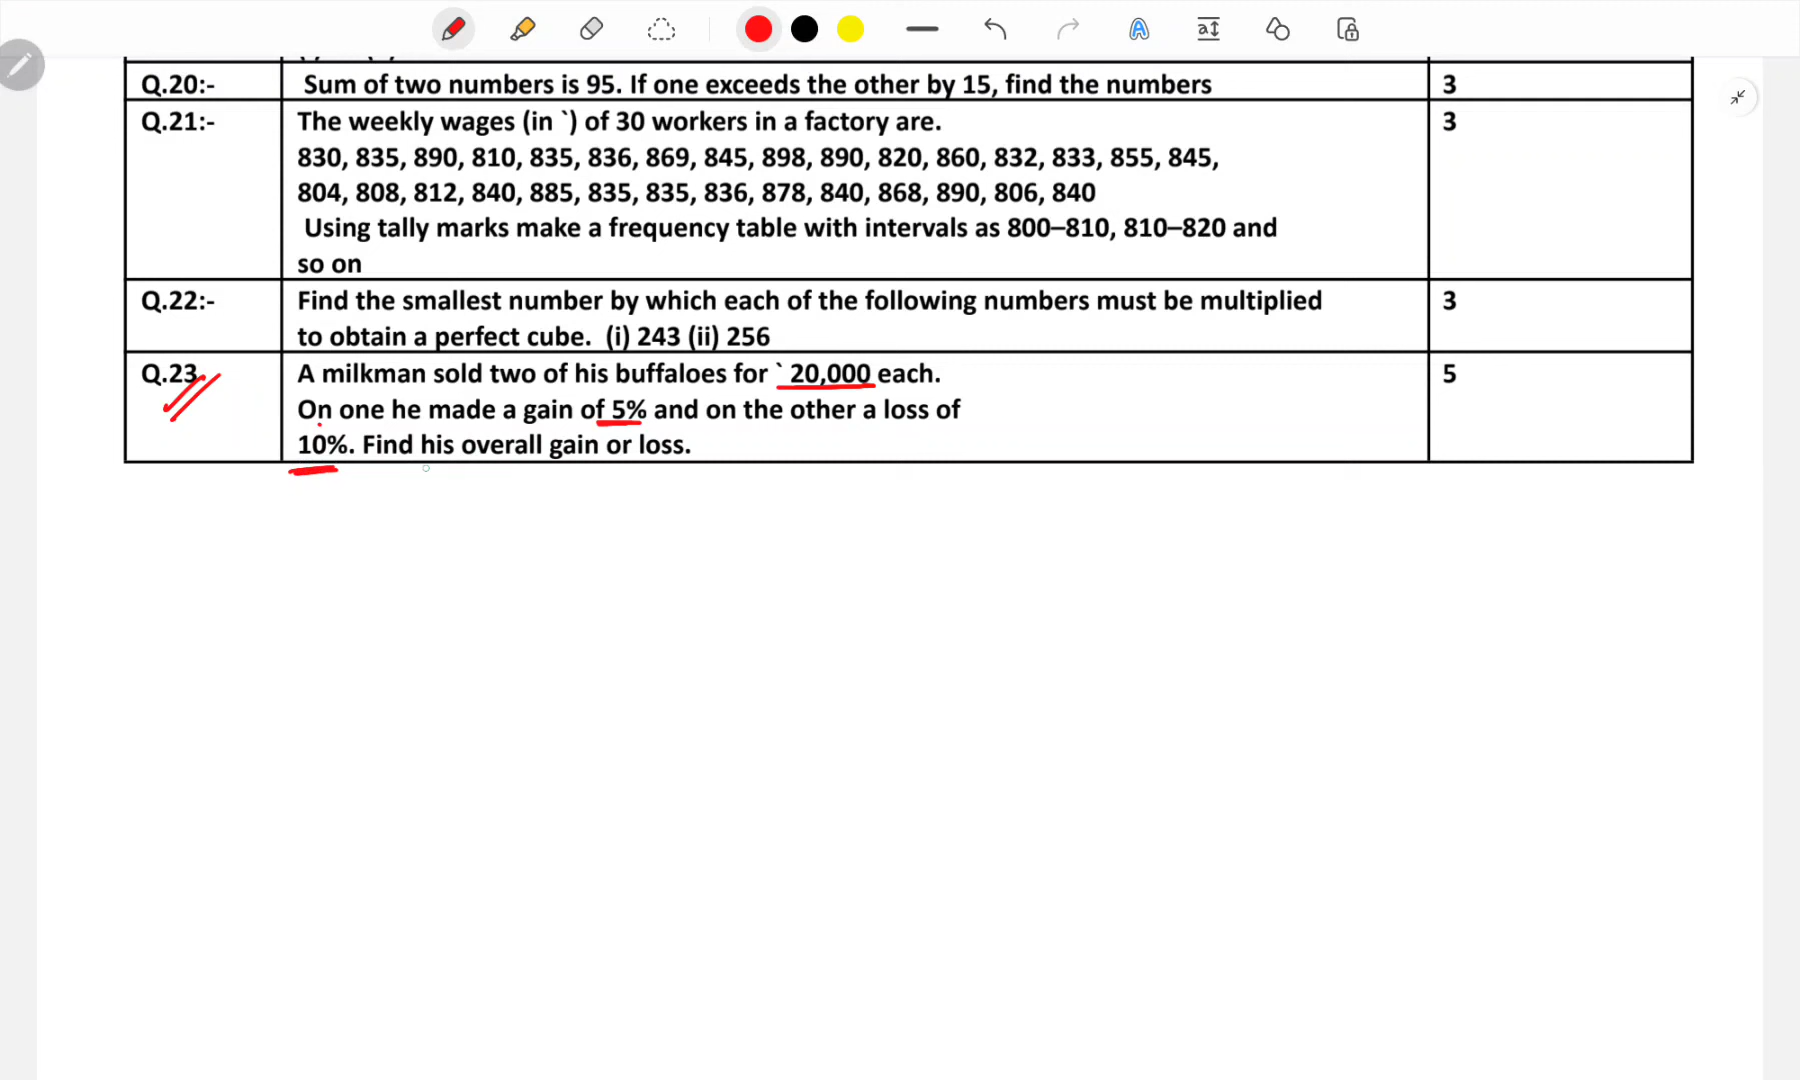 Q.20:- Sum of two numbers is 95. If one exceeds the other by 15, find the numbers 3
Q.21:- The weekly wages (in `) of 30 workers in a factory are. 3
830, 835, 890, 810, 835, 836, 869, 845, 898, 890, 820, 860, 832, 833, 855, 845,
804, 808, 812, 840, 885, 835, 835, 836, 878, 840, 868, 890, 806, 840
Using tally marks make a frequency table with intervals as 800–810, 810–820 and
so on
Q.22:- Find the smallest number by which each of the following numbers must be multiplied 3
to obtain a perfect cube. (i) 243 (ii) 256
Q.23 A milkman sold two of his buffaloes for ` 20,000 each. 5
On one he made a gain of 5% and on the other a loss of
10%. Find his overall gain or loss.